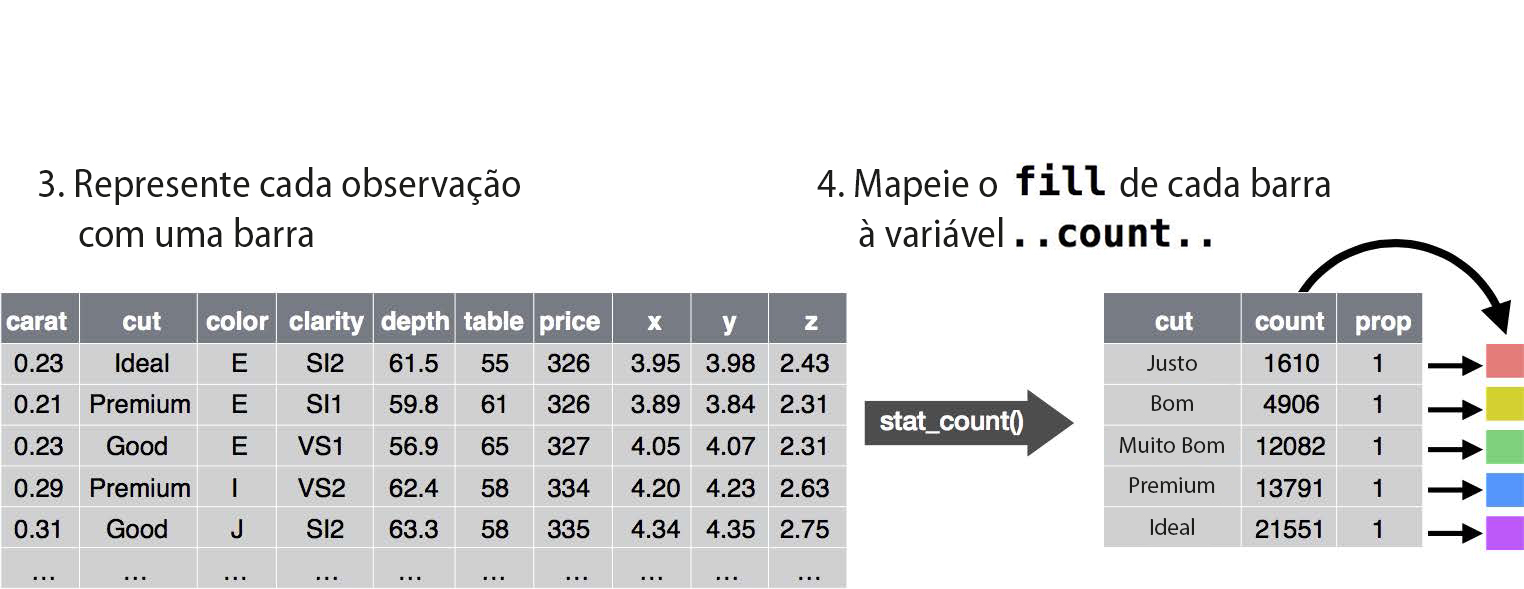 3. Represente cada observação
com uma barra
4. Mapeie o fill de cada barra
à variável ..count..
carat cut color clarity depth table price x y z
0.23 Ideal E SI2 61.5 55 326 3.95 3.98 2.43
0.21 Premium E SI1 59.8 61 326 3.89 3.84 2.31
0.23 Good E VS1 56.9 65 327 4.05 4.07 2.31
0.29 Premium I VS2 62.4 58 334 4.20 4.23 2.63
0.31 Good J SI2 63.3 58 335 4.34 4.35 2.75
... ... ... ... ... ... ... ... ... ...
stat_count()
cut count prop
Justo 1610 1
Bom 4906 1
Muito Bom 12082 1
Premium 13791 1
Ideal 21551 1